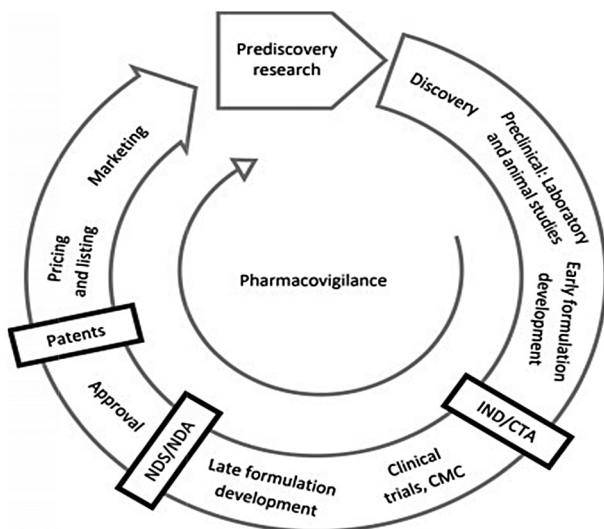 Prediscovery
research
Discovery
Preclinical: Laboratory
and animal studies
Early formulation
development
IND/CTA
Clinical
trials, CMC
Late formulation
development
NDS/NDA
Approval
Patents
Pricing
and listing
Marketing
Pharmacovigilance